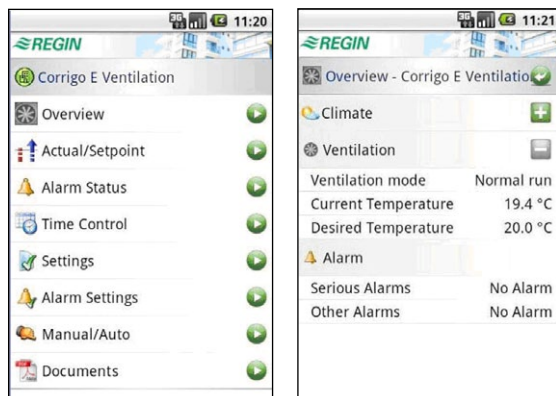 3G 11:20
REGIN
Corrigo E Ventilation
Overview
Actual/Setpoint
Alarm Status
Time Control
Settings
Alarm Settings
Manual/Auto
Documents
3G 11:21
REGIN
Overview - Corrigo E Ventilatio
Climate
Ventilation
Ventilation mode Normal run
Current Temperature 19.4 °C
Desired Temperature 20.0 °C
Alarm
Serious Alarms No Alarm
Other Alarms No Alarm